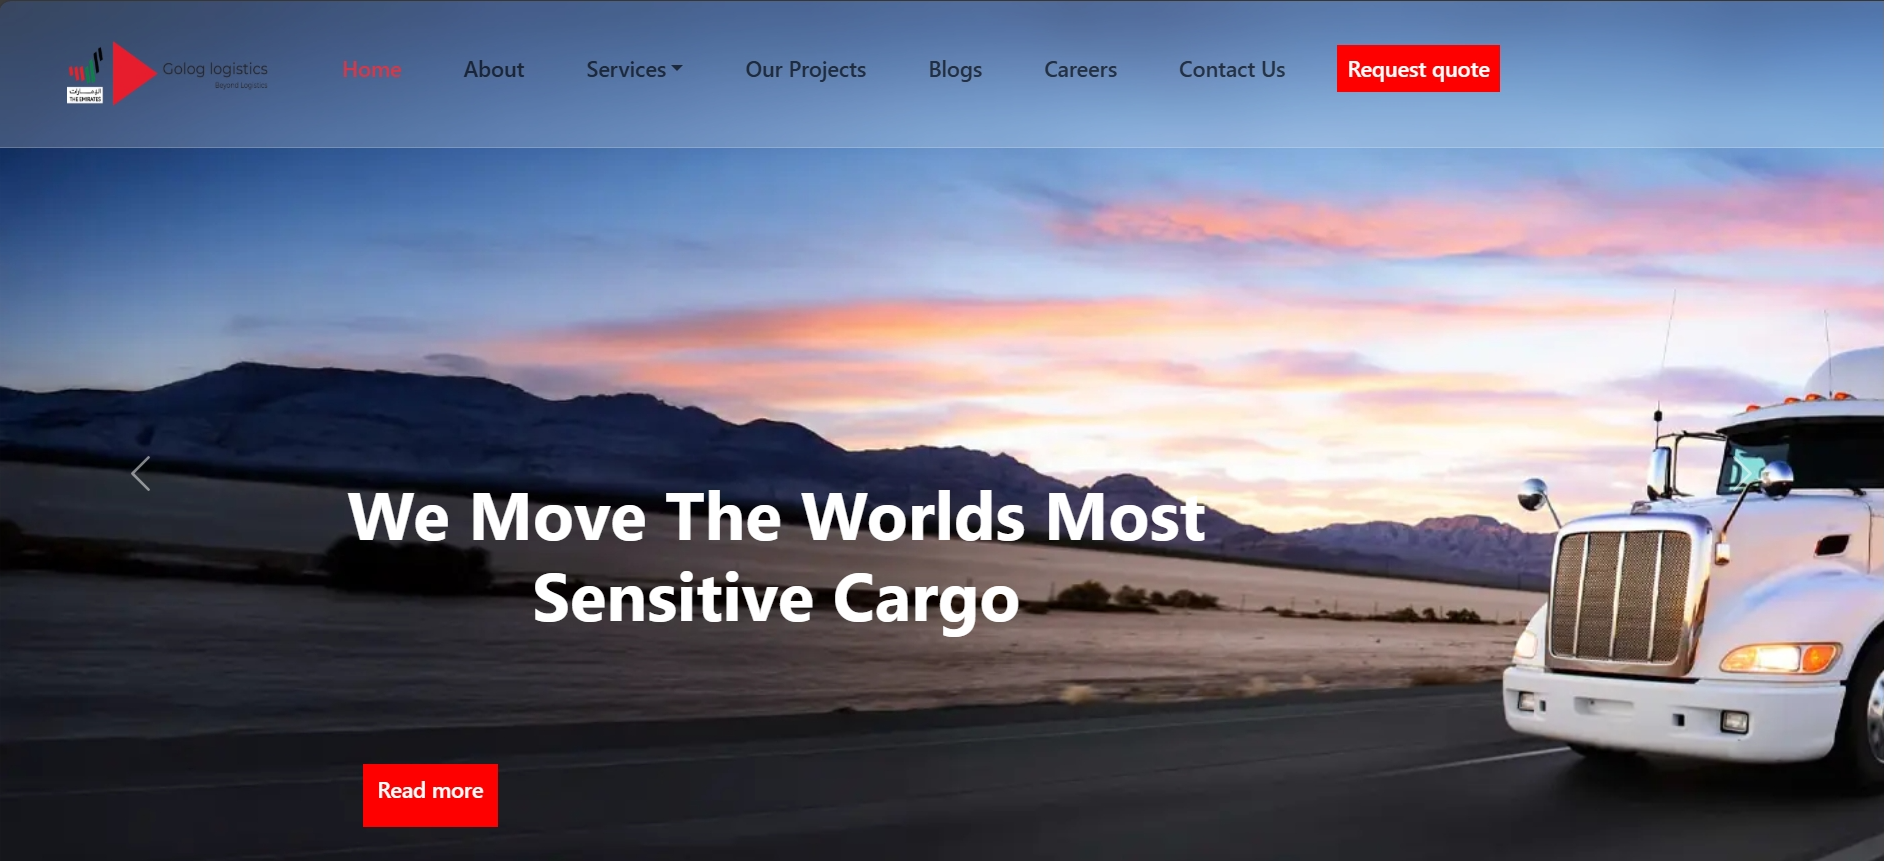 الإمارات
THE EMIRATES
Golog logistics
Beyond Logistics
Home
About
Services
Our Projects
Blogs
Careers
Contact Us
Request quote
We Move The Worlds Most
Sensitive Cargo
Read more